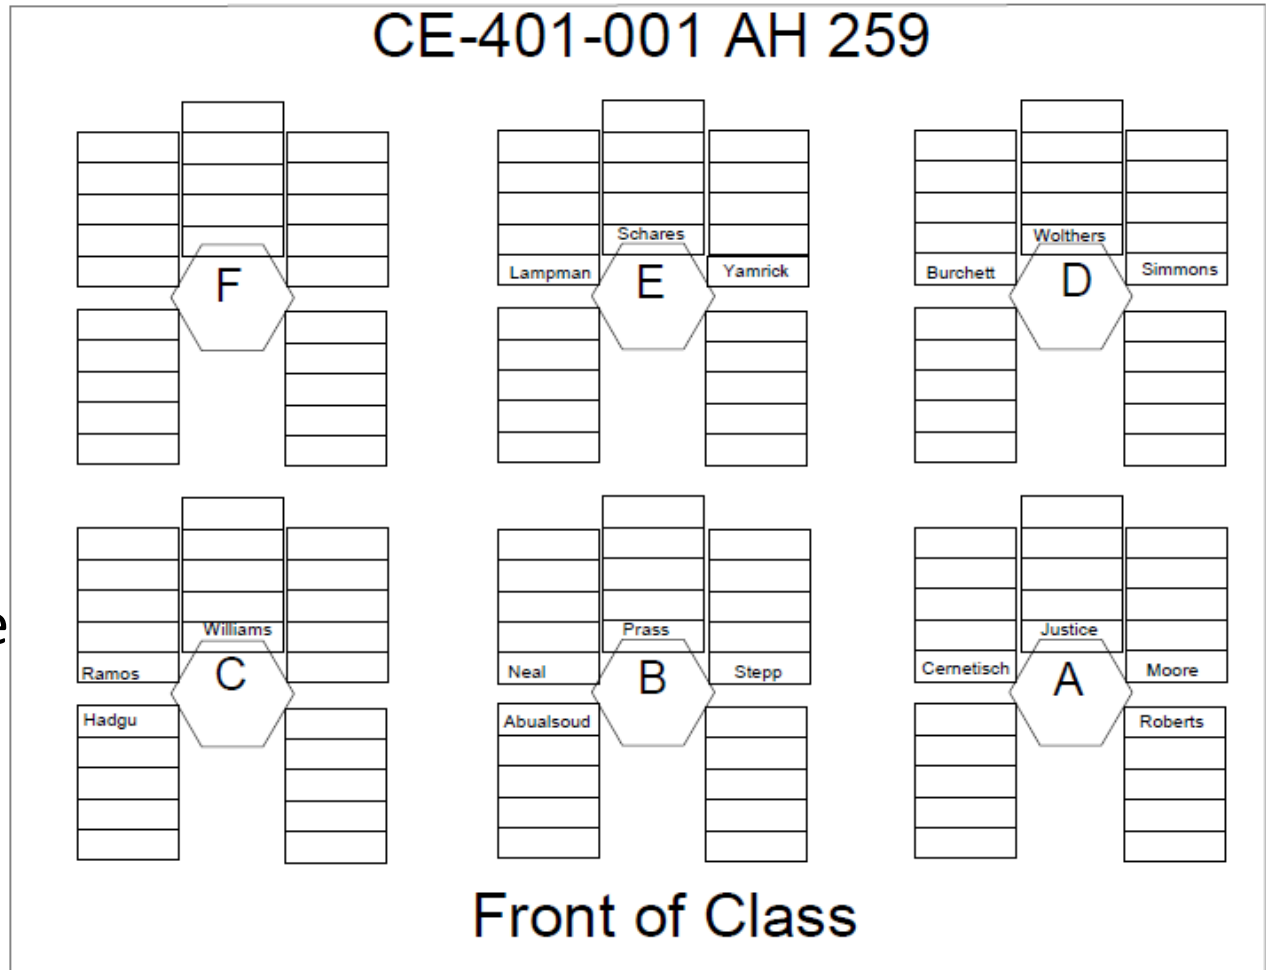 CE-401-001 AH 259
Schares
Wolthers
Lampman
Yamrick
Burchett
Simmons
F
E
D
Williams
Prass
Justice
e
Ramos
Neal
Stepp
Cernetisch
Moore
C
B
A
Hadgu
Abualsoud
Roberts
Front of Class